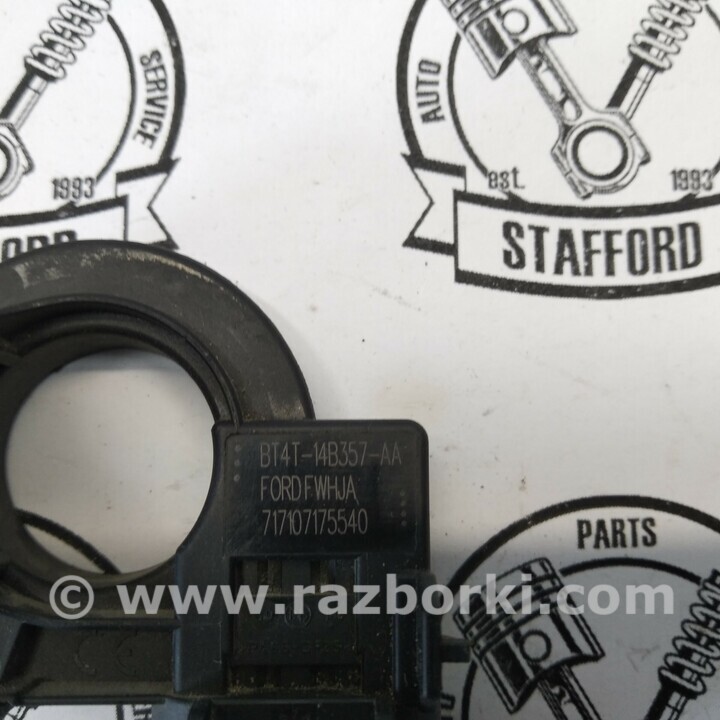 SERVICE
1993
AUTO
est.
1993
STAFFORD
BT4T-14B357-AA
FORD FWHJA
717107175540
PARTS
© www.razborki.com